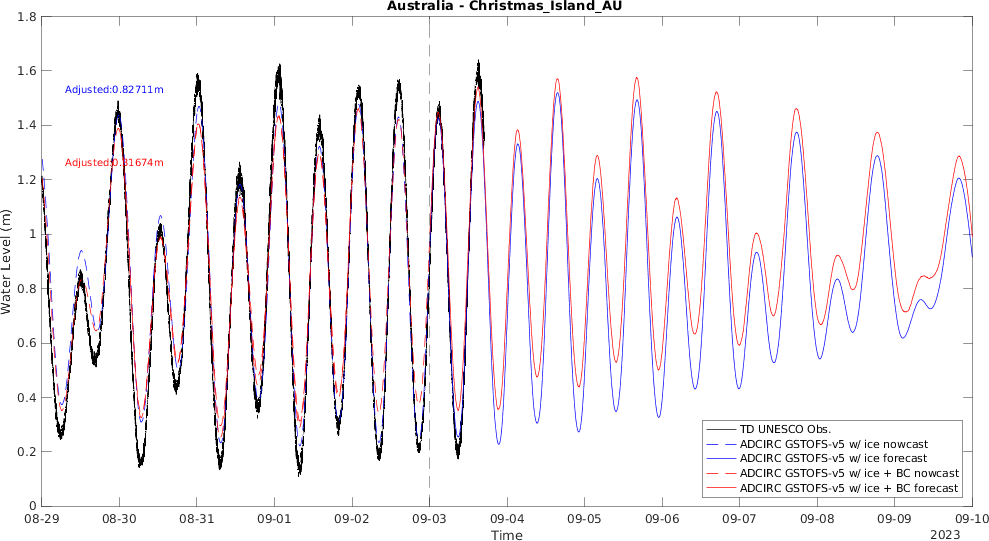 Australia - Christmas_Island_AU
Water Level (m)
1.8
1.6
1.4
1.2
1
0.8
0.6
0.4
0.2
0
Adjusted:0.82711m
Adjusted:0.81674m
TD UNESCO Obs.
ADCIRC GSTOFS-v5 w/ ice nowcast
ADCIRC GSTOFS-v5 w/ ice forecast
ADCIRC GSTOFS-v5 w/ ice + BC nowcast
ADCIRC GSTOFS-v5 w/ ice + BC forecast
08-29 08-30 08-31 09-01 09-02 09-03 09-04 09-05 09-06 09-07 09-08 09-09 09-10
Time
2023